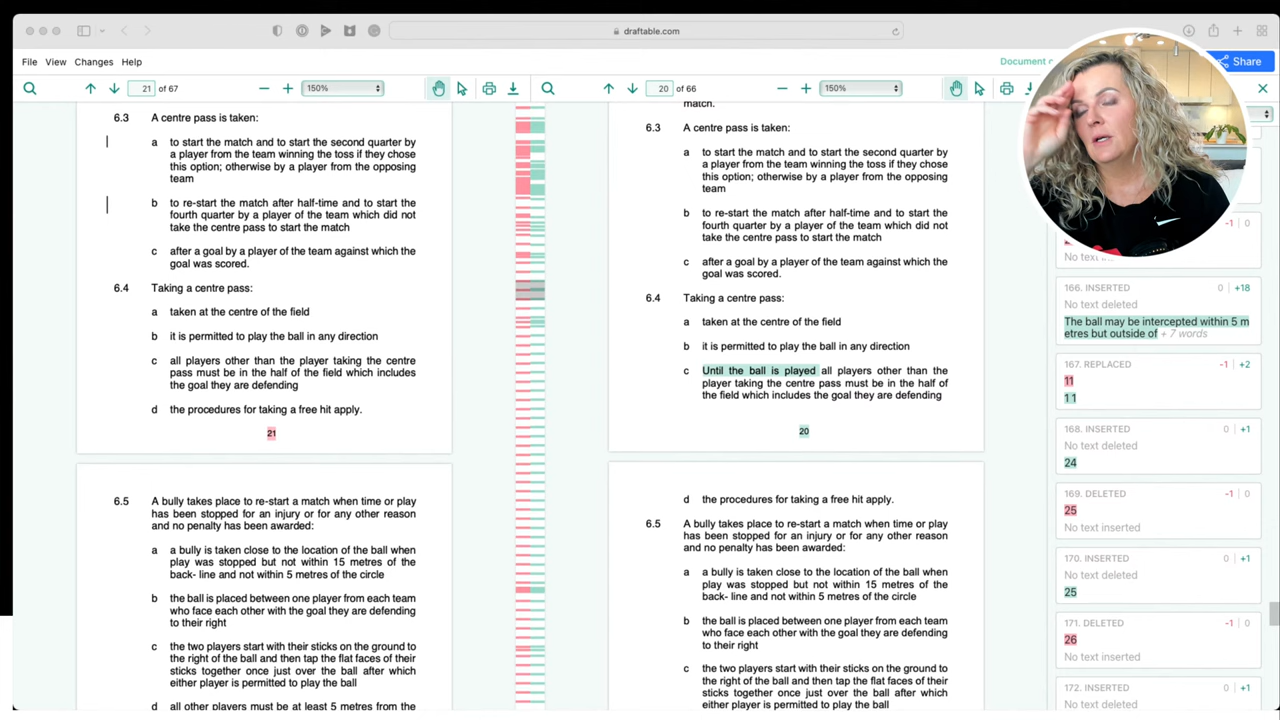 draftable.com
File View Changes Help
Document
Share
21 of 67
150%
20 of 66
150%
6.3 A centre pass is taken:
a to start the match and to start the second quarter by
a player from the team winning the toss if they chose
this option; otherwise by a player from the opposing
team
b to re-start the match after half-time and to start the
fourth quarter by a player of the team which did not
take the centre pass to start the match
c after a goal by a player of the team against which the
goal was scored.
6.4 Taking a centre pass:
a taken at the centre of the field
b it is permitted to play the ball in any direction
c all players other than the player taking the centre
pass must be in the half of the field which includes
the goal they are defending
d the procedures for taking a free hit apply.
21
6.5 A bully takes place to re-start a match when time or play
has been stopped for an injury or for any other reason
and no penalty has been awarded:
a a bully is taken close to the location of the ball when
play was stopped but not within 15 metres of the
back- line and not within 5 metres of the circle
b the ball is placed between one player from each team
who face each other with the goal they are defending
to their right
c the two players start with their sticks on the ground to
the right of the ball and then tap the flat faces of their
sticks together once just over the ball after which
either player is permitted to play the ball
d all other players must be at least 5 metres from the
match.
6.3 A centre pass is taken:
a to start the match and to start the second quarter by
a player from the team winning the toss if they chose
this option; otherwise by a player from the opposing
team
b to re-start the match after half-time and to start the
fourth quarter by a player of the team which did not
take the centre pass to start the match
c after a goal by a player of the team against which the
goal was scored.
6.4 Taking a centre pass:
a taken at the centre of the field
b it is permitted to play the ball in any direction
c Until the ball is played all players other than the
player taking the centre pass must be in the half of
the field which includes the goal they are defending
20
d the procedures for taking a free hit apply.
6.5 A bully takes place to re-start a match when time or play
has been stopped for an injury or for any other reason
and no penalty has been awarded:
a a bully is taken close to the location of the ball when
play was stopped but not within 15 metres of the
back- line and not within 5 metres of the circle
b the ball is placed between one player from each team
who face each other with the goal they are defending
to their right
c the two players start with their sticks on the ground to
the right of the ball and then tap the flat faces of their
sticks together once just over the ball after which
either player is permitted to play the ball
-1 0
No text
166. INSERTED 0 +18
No text deleted
The ball may be intercepted within 5m
etres but outside of + 7 words
167. REPLACED -1 +2
11
1 1
168. INSERTED 0 +1
No text deleted
24
169. DELETED -1 0
25
No text inserted
170. INSERTED 0 +1
No text deleted
25
171. DELETED -1 0
26
No text inserted
172. INSERTED 0 +1
No text deleted